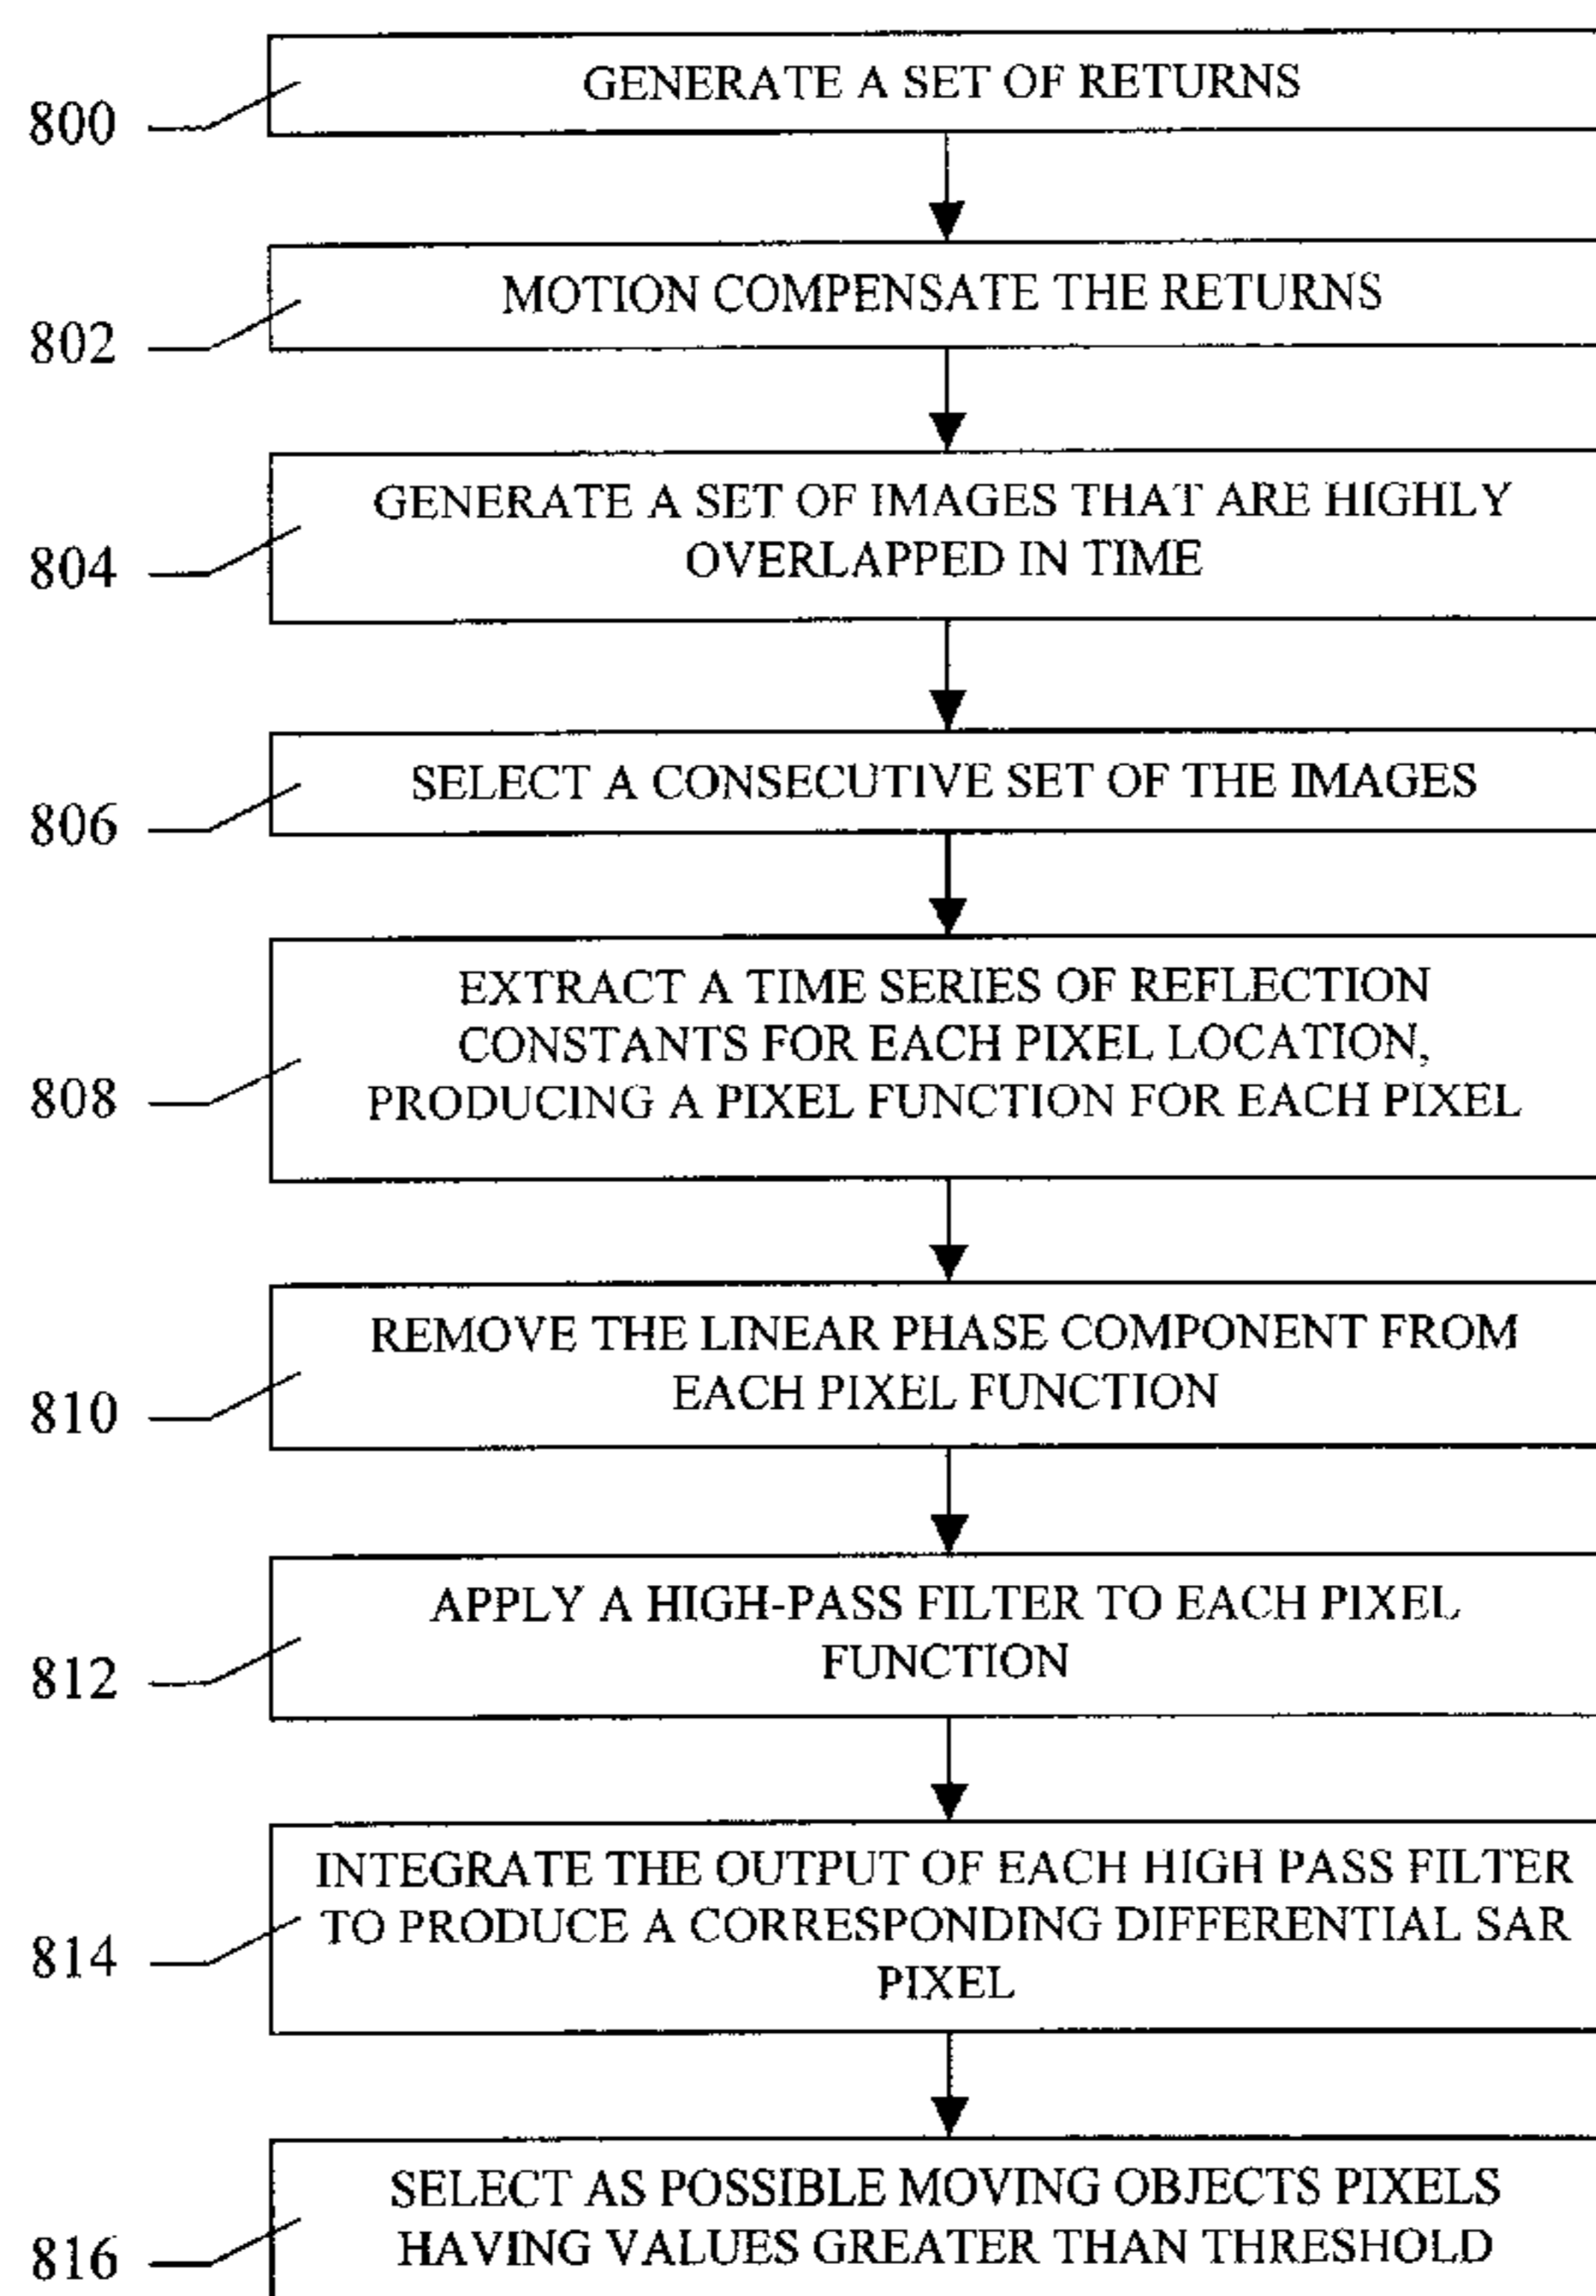 800
GENERATE A SET OF RETURNS
802
MOTION COMPENSATE THE RETURNS
804
GENERATE A SET OF IMAGES THAT ARE HIGHLY
OVERLAPPED IN TIME
806
SELECT A CONSECUTIVE SET OF THE IMAGES
808
EXTRACT A TIME SERIES OF REFLECTION
CONSTANTS FOR EACH PIXEL LOCATION,
PRODUCING A PIXEL FUNCTION FOR EACH PIXEL
810
REMOVE THE LINEAR PHASE COMPONENT FROM
EACH PIXEL FUNCTION
812
APPLY A HIGH-PASS FILTER TO EACH PIXEL
FUNCTION
814
INTEGRATE THE OUTPUT OF EACH HIGH PASS FILTER
TO PRODUCE A CORRESPONDING DIFFERENTIAL SAR
PIXEL
816
SELECT AS POSSIBLE MOVING OBJECTS PIXELS
HAVING VALUES GREATER THAN THRESHOLD